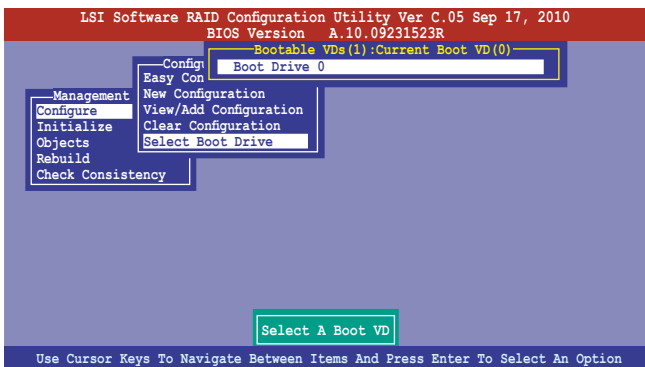 LSI Software RAID Configuration Utility Ver C.05 Sep 17, 2010
BIOS Version A.10.09231523R
Bootable VDs(1):Current Boot VD(0)
Boot Drive 0
Config
Easy Con
New Configuration
View/Add Configuration
Clear Configuration
Select Boot Drive
Management
Configure
Initialize
Objects
Rebuild
Check Consistency
Select A Boot VD
Use Cursor Keys To Navigate Between Items And Press Enter To Select An Option